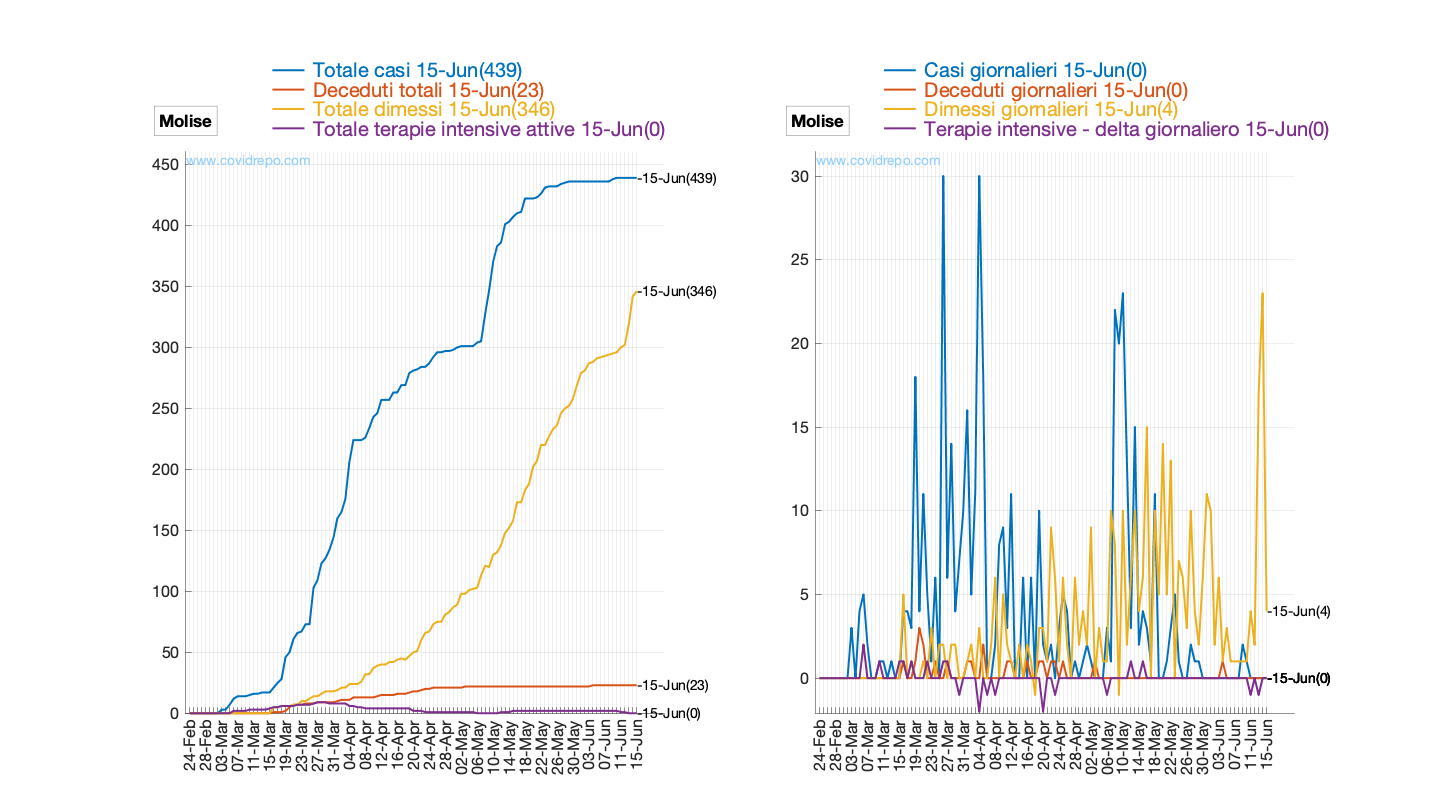 Totale casi 15-Jun(439)
Deceduti totali 15-Jun(23)
Totale dimessi 15-Jun(346)
Totale terapie intensive attive 15-Jun(0)
Molise
www.covidrepo.com
450
400
350
300
250
200
150
100
50
0
-15-Jun(439)
-15-Jun(346)
-15-Jun(23)
-15-Jun(0)
24-Feb
28-Feb
03-Mar
07-Mar
11-Mar
15-Mar
19-Mar
23-Mar
27-Mar
31-Mar
04-Apr
08-Apr
12-Apr
16-Apr
20-Apr
24-Apr
28-Apr
02-May
06-May
10-May
14-May
18-May
22-May
26-May
30-May
03-Jun
07-Jun
11-Jun
15-Jun
Casi giornalieri 15-Jun(0)
Deceduti giornalieri 15-Jun(0)
Dimessi giornalieri 15-Jun(4)
Terapie intensive - delta giornaliero 15-Jun(0)
Molise
www.covidrepo.com
30
25
20
15
10
5
0
-15-Jun(4)
-15-Jun(0)
24-Feb
28-Feb
03-Mar
07-Mar
11-Mar
15-Mar
19-Mar
23-Mar
27-Mar
31-Mar
04-Apr
08-Apr
12-Apr
16-Apr
20-Apr
24-Apr
28-Apr
02-May
06-May
10-May
14-May
18-May
22-May
26-May
30-May
03-Jun
07-Jun
11-Jun
15-Jun